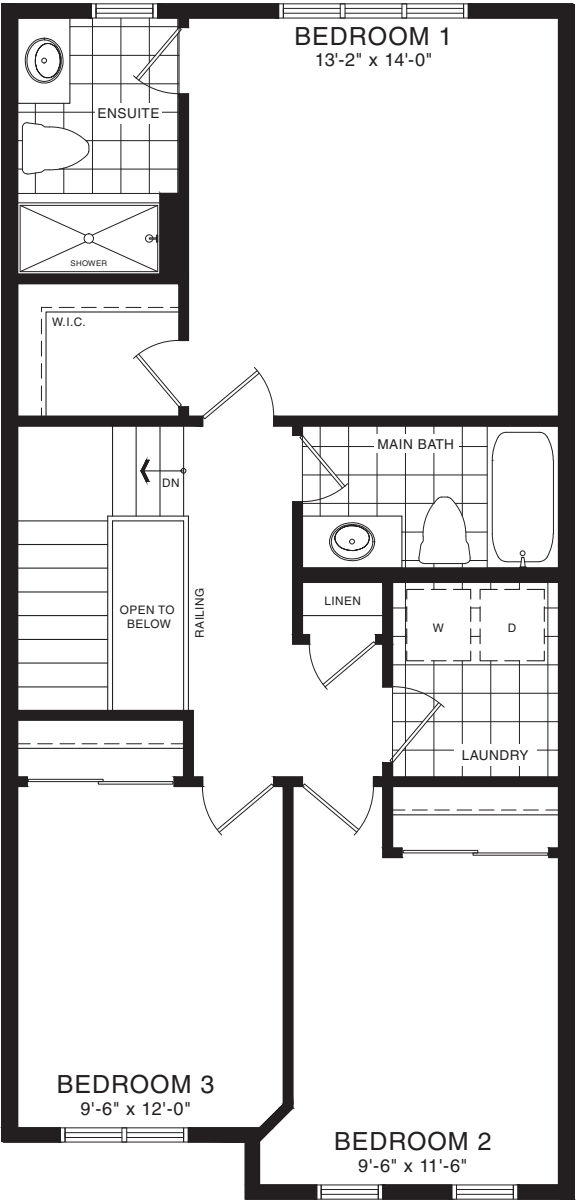 BEDROOM 1
13'-2" x 14'-0"
ENSUITE
SHOWER
W.I.C.
MAIN BATH
DN
OPEN TO
BELOW
RAILING
LINEN
W
D
LAUNDRY
BEDROOM 3
9'-6" x 12'-0"
BEDROOM 2
9'-6" x 11'-6"